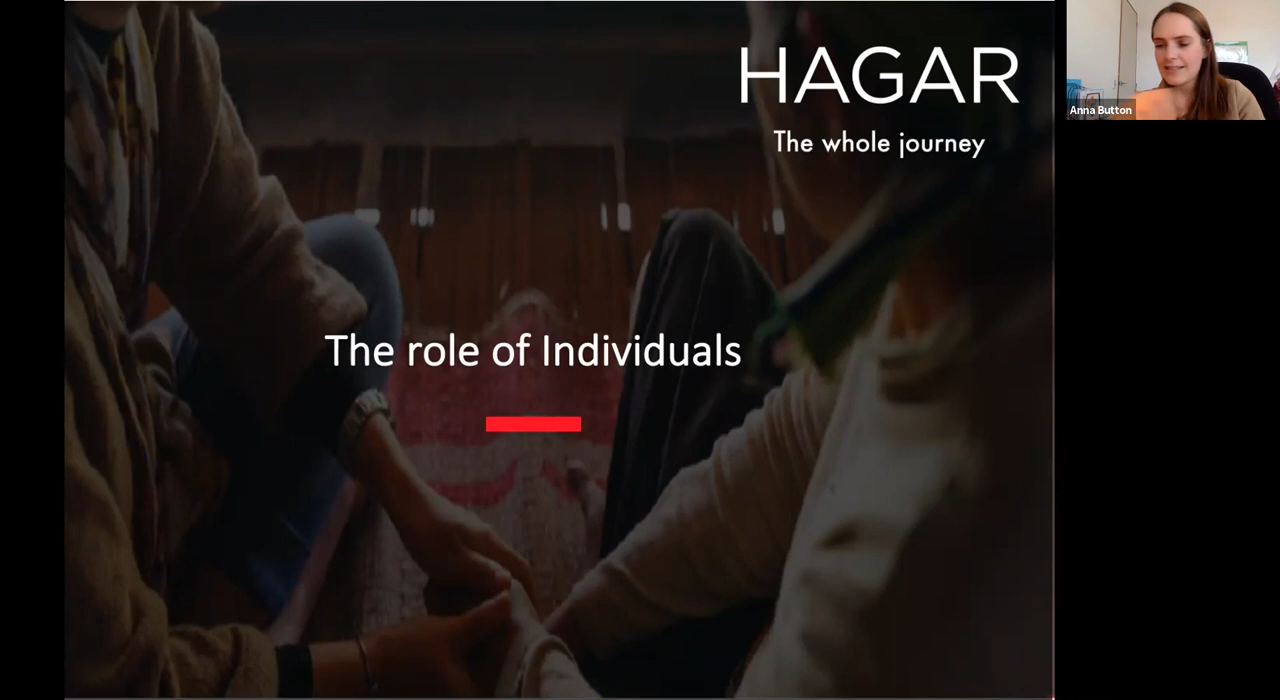 HAGAR
The whole journey
The role of Individuals
Anna Button